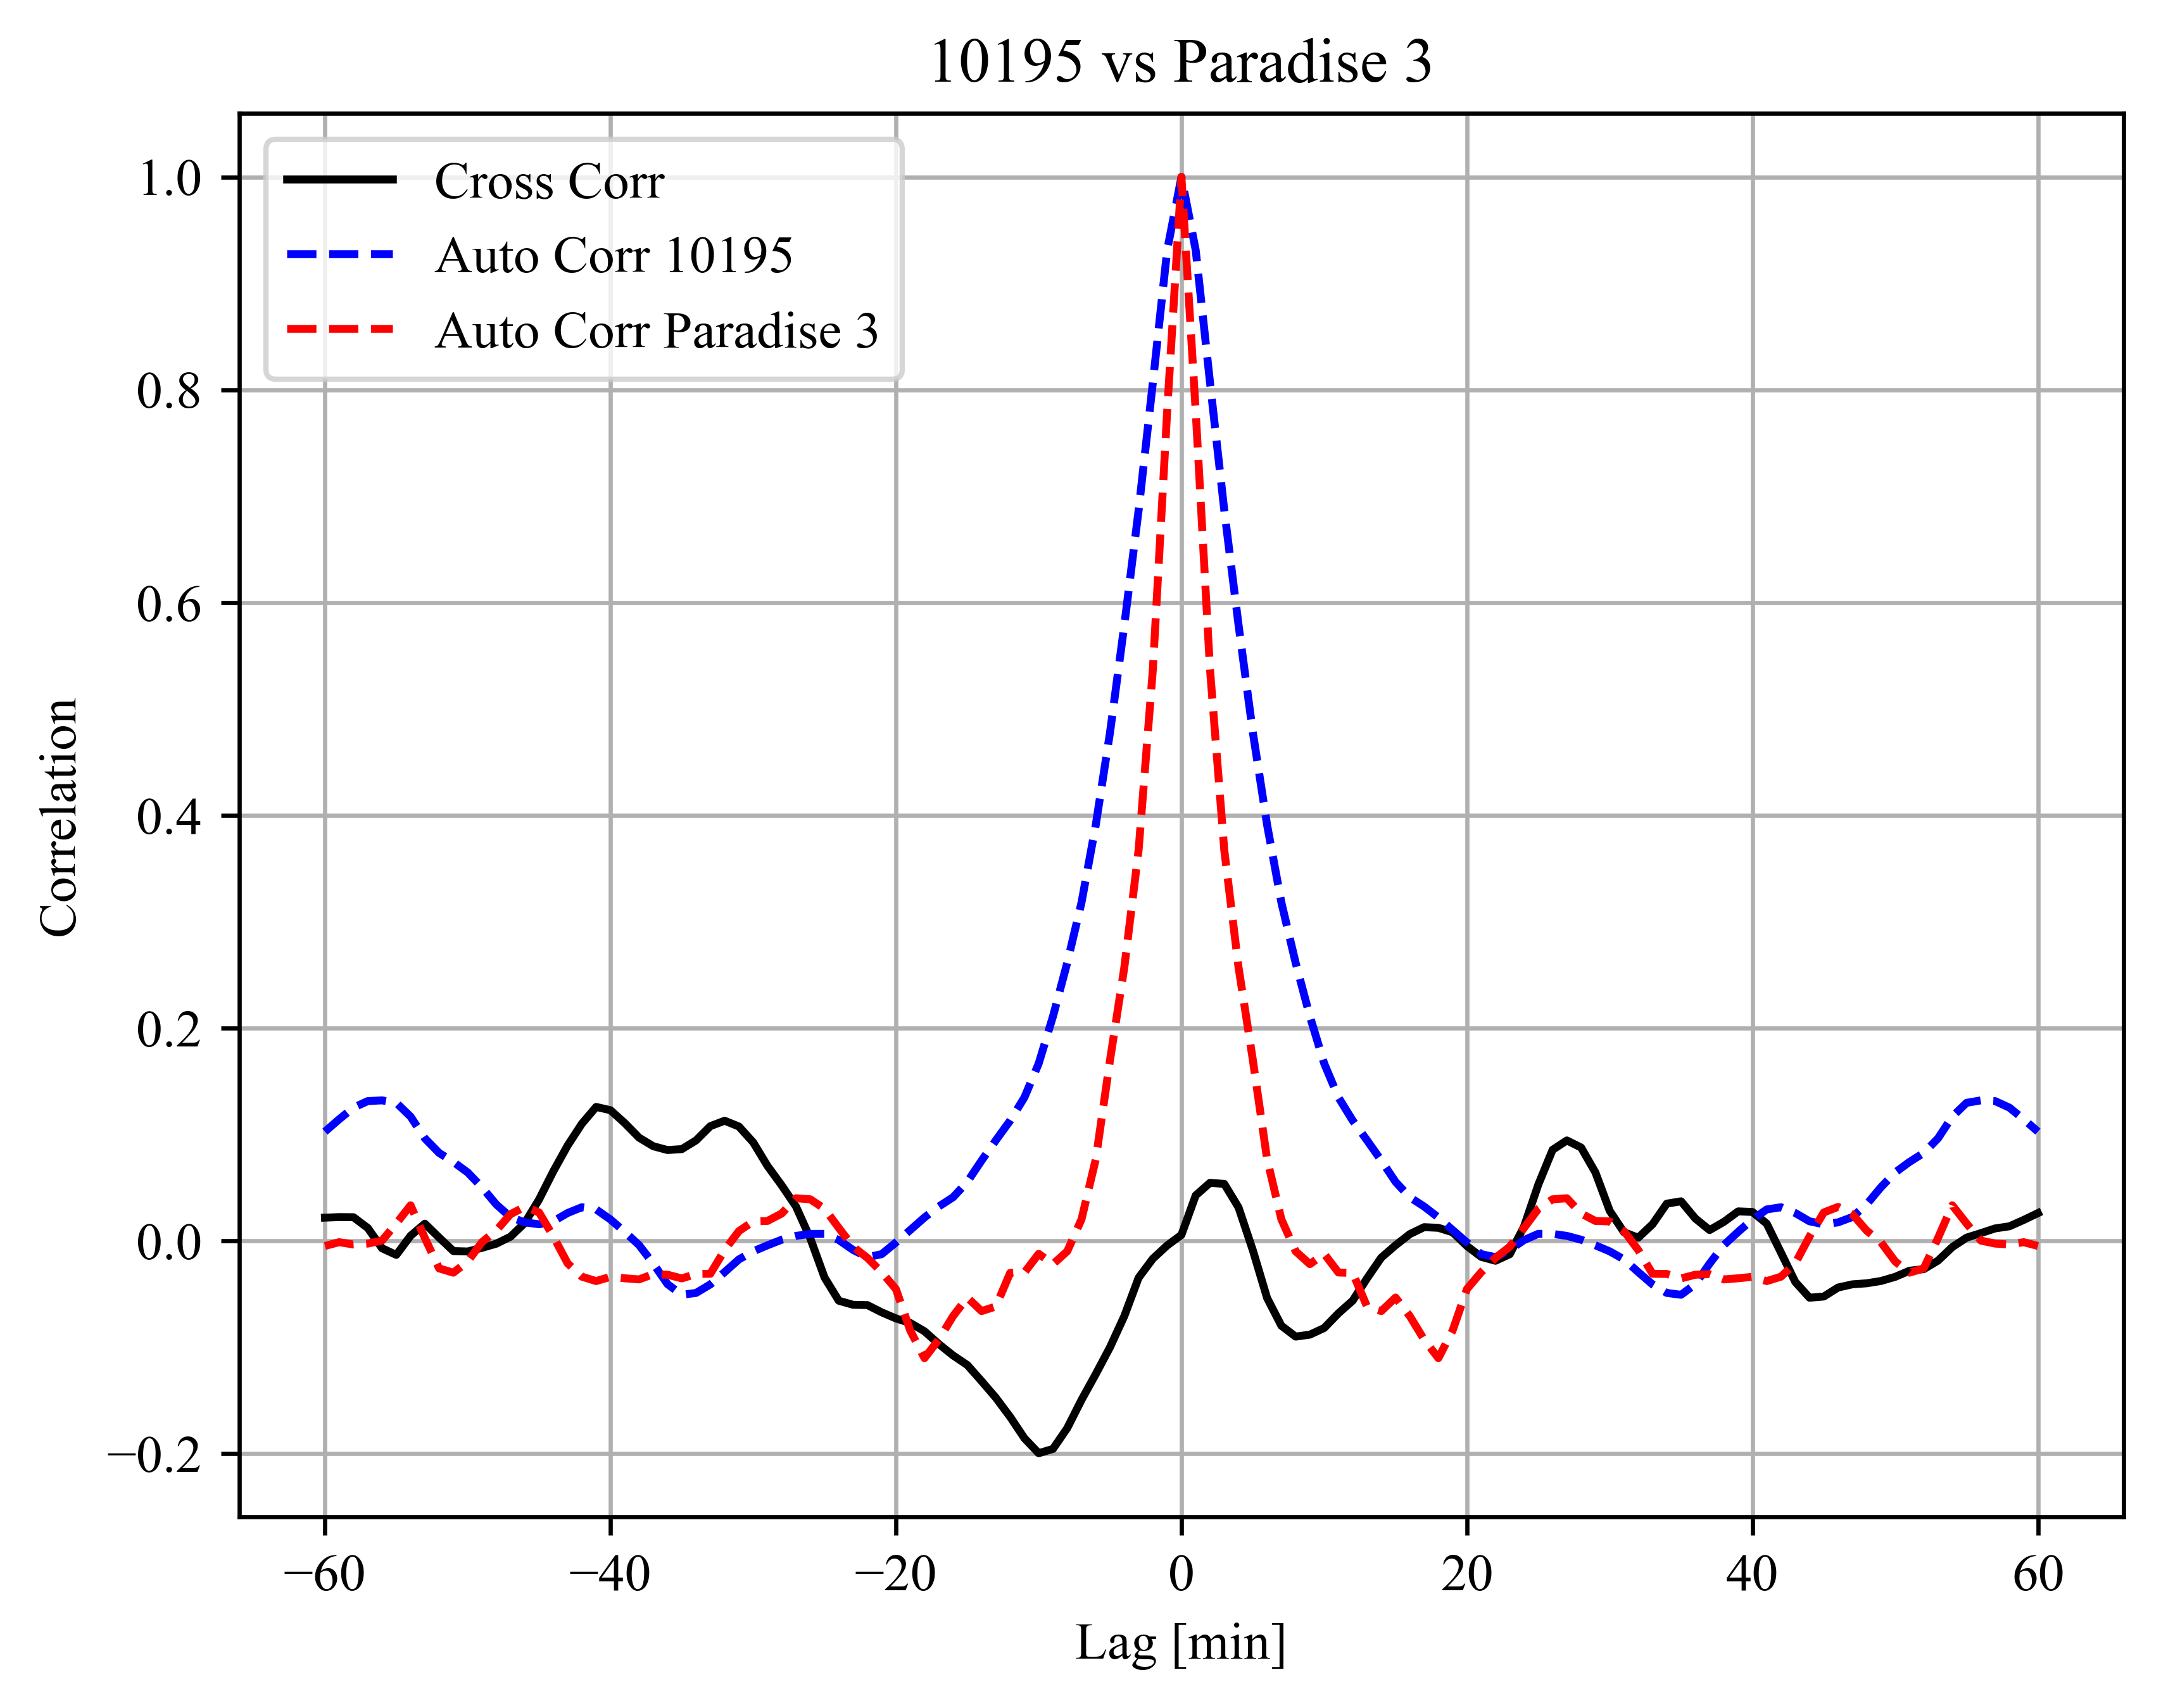 10195 vs Paradise 3
Cross Corr
Auto Corr 10195
Auto Corr Paradise 3
1.0
0.8
0.6
0.4
0.2
0.0
−0.2
Correlation
−60
−40
−20
0
20
40
60
Lag [min]